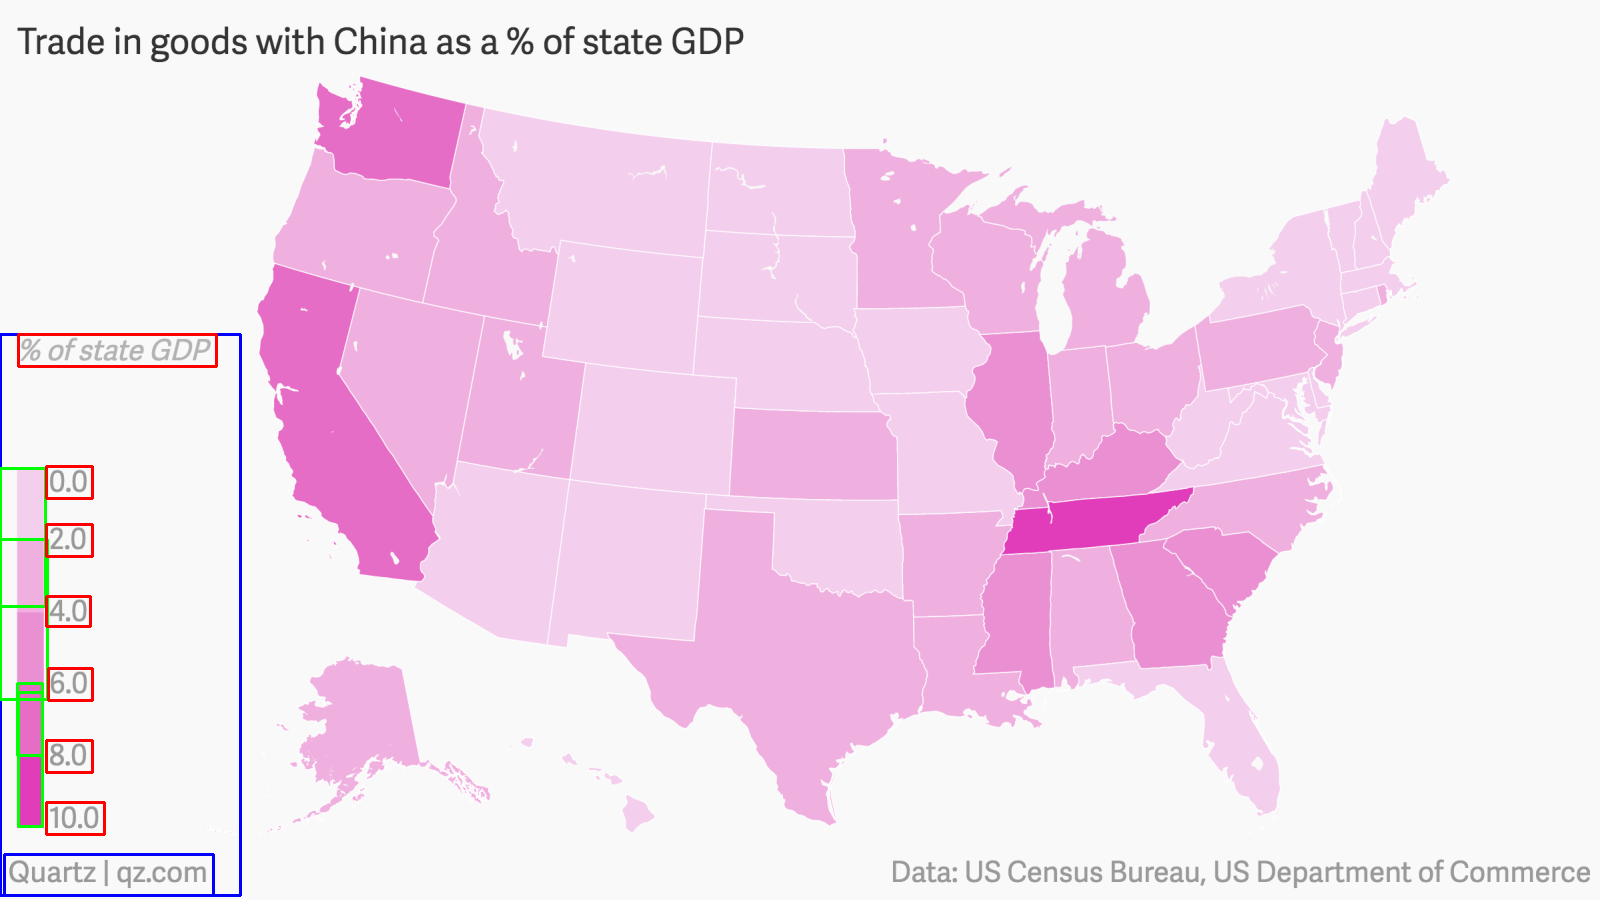 Trade in goods with China as a % of state GDP
% of state GDP
0.0
2.0
4.0
6.0
8.0
10.0
Quartz | qz.com
Data: US Census Bureau, US Department of Commerce